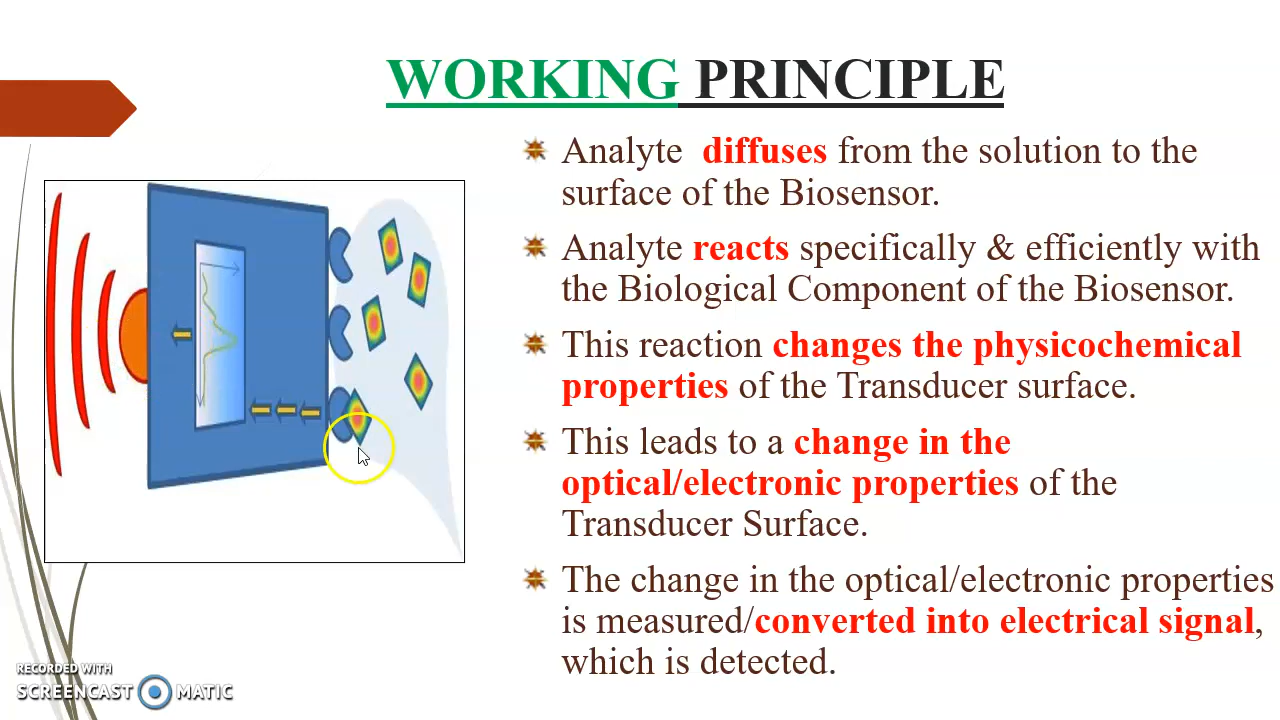 WORKING PRINCIPLE
Analyte diffuses from the solution to the
surface of the Biosensor.
Analyte reacts specifically & efficiently with
the Biological Component of the Biosensor.
This reaction changes the physicochemical
properties of the Transducer surface.
This leads to a change in the
optical/electronic properties of the
Transducer Surface.
The change in the optical/electronic properties
is measured/converted into electrical signal,
which is detected.
RECORDED WITH
SCREENCAST MATIC